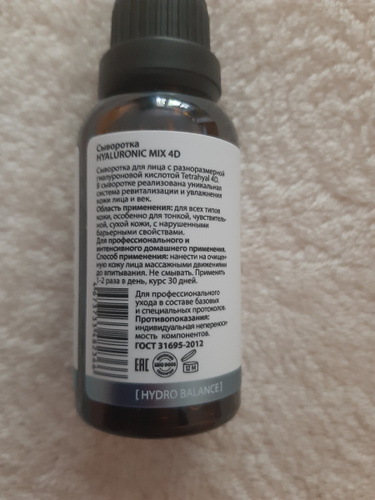 Сыворотка
HYALURONIC MIX 4D
Сыворотка для лица с разноразмерной
гиалуроновой кислотой Tetrahyal 4D.
В сыворотке реализована уникальная
система ревитализации и увлажнения
кожи лица и век.
Область применения: для всех типов
кожи, особенно для тонкой, чувствитель-
ной, сухой кожи, с нарушенными
барьерными свойствами.
Для профессионального и
интенсивного домашнего применения.
Способ применения: нанести на очищен-
ную кожу лица массажными движениями
до впитывания. Не смывать. Применять
1-2 раза в день, курс 30 дней.
Для профессионального
ухода в составе базовых
и специальных протоколов.
Противопоказания:
индивидуальная непереноси-
мость компонентов.
ГОСТ 31695-2012
EAC
12 M
[ HYDRO BALANCE ]